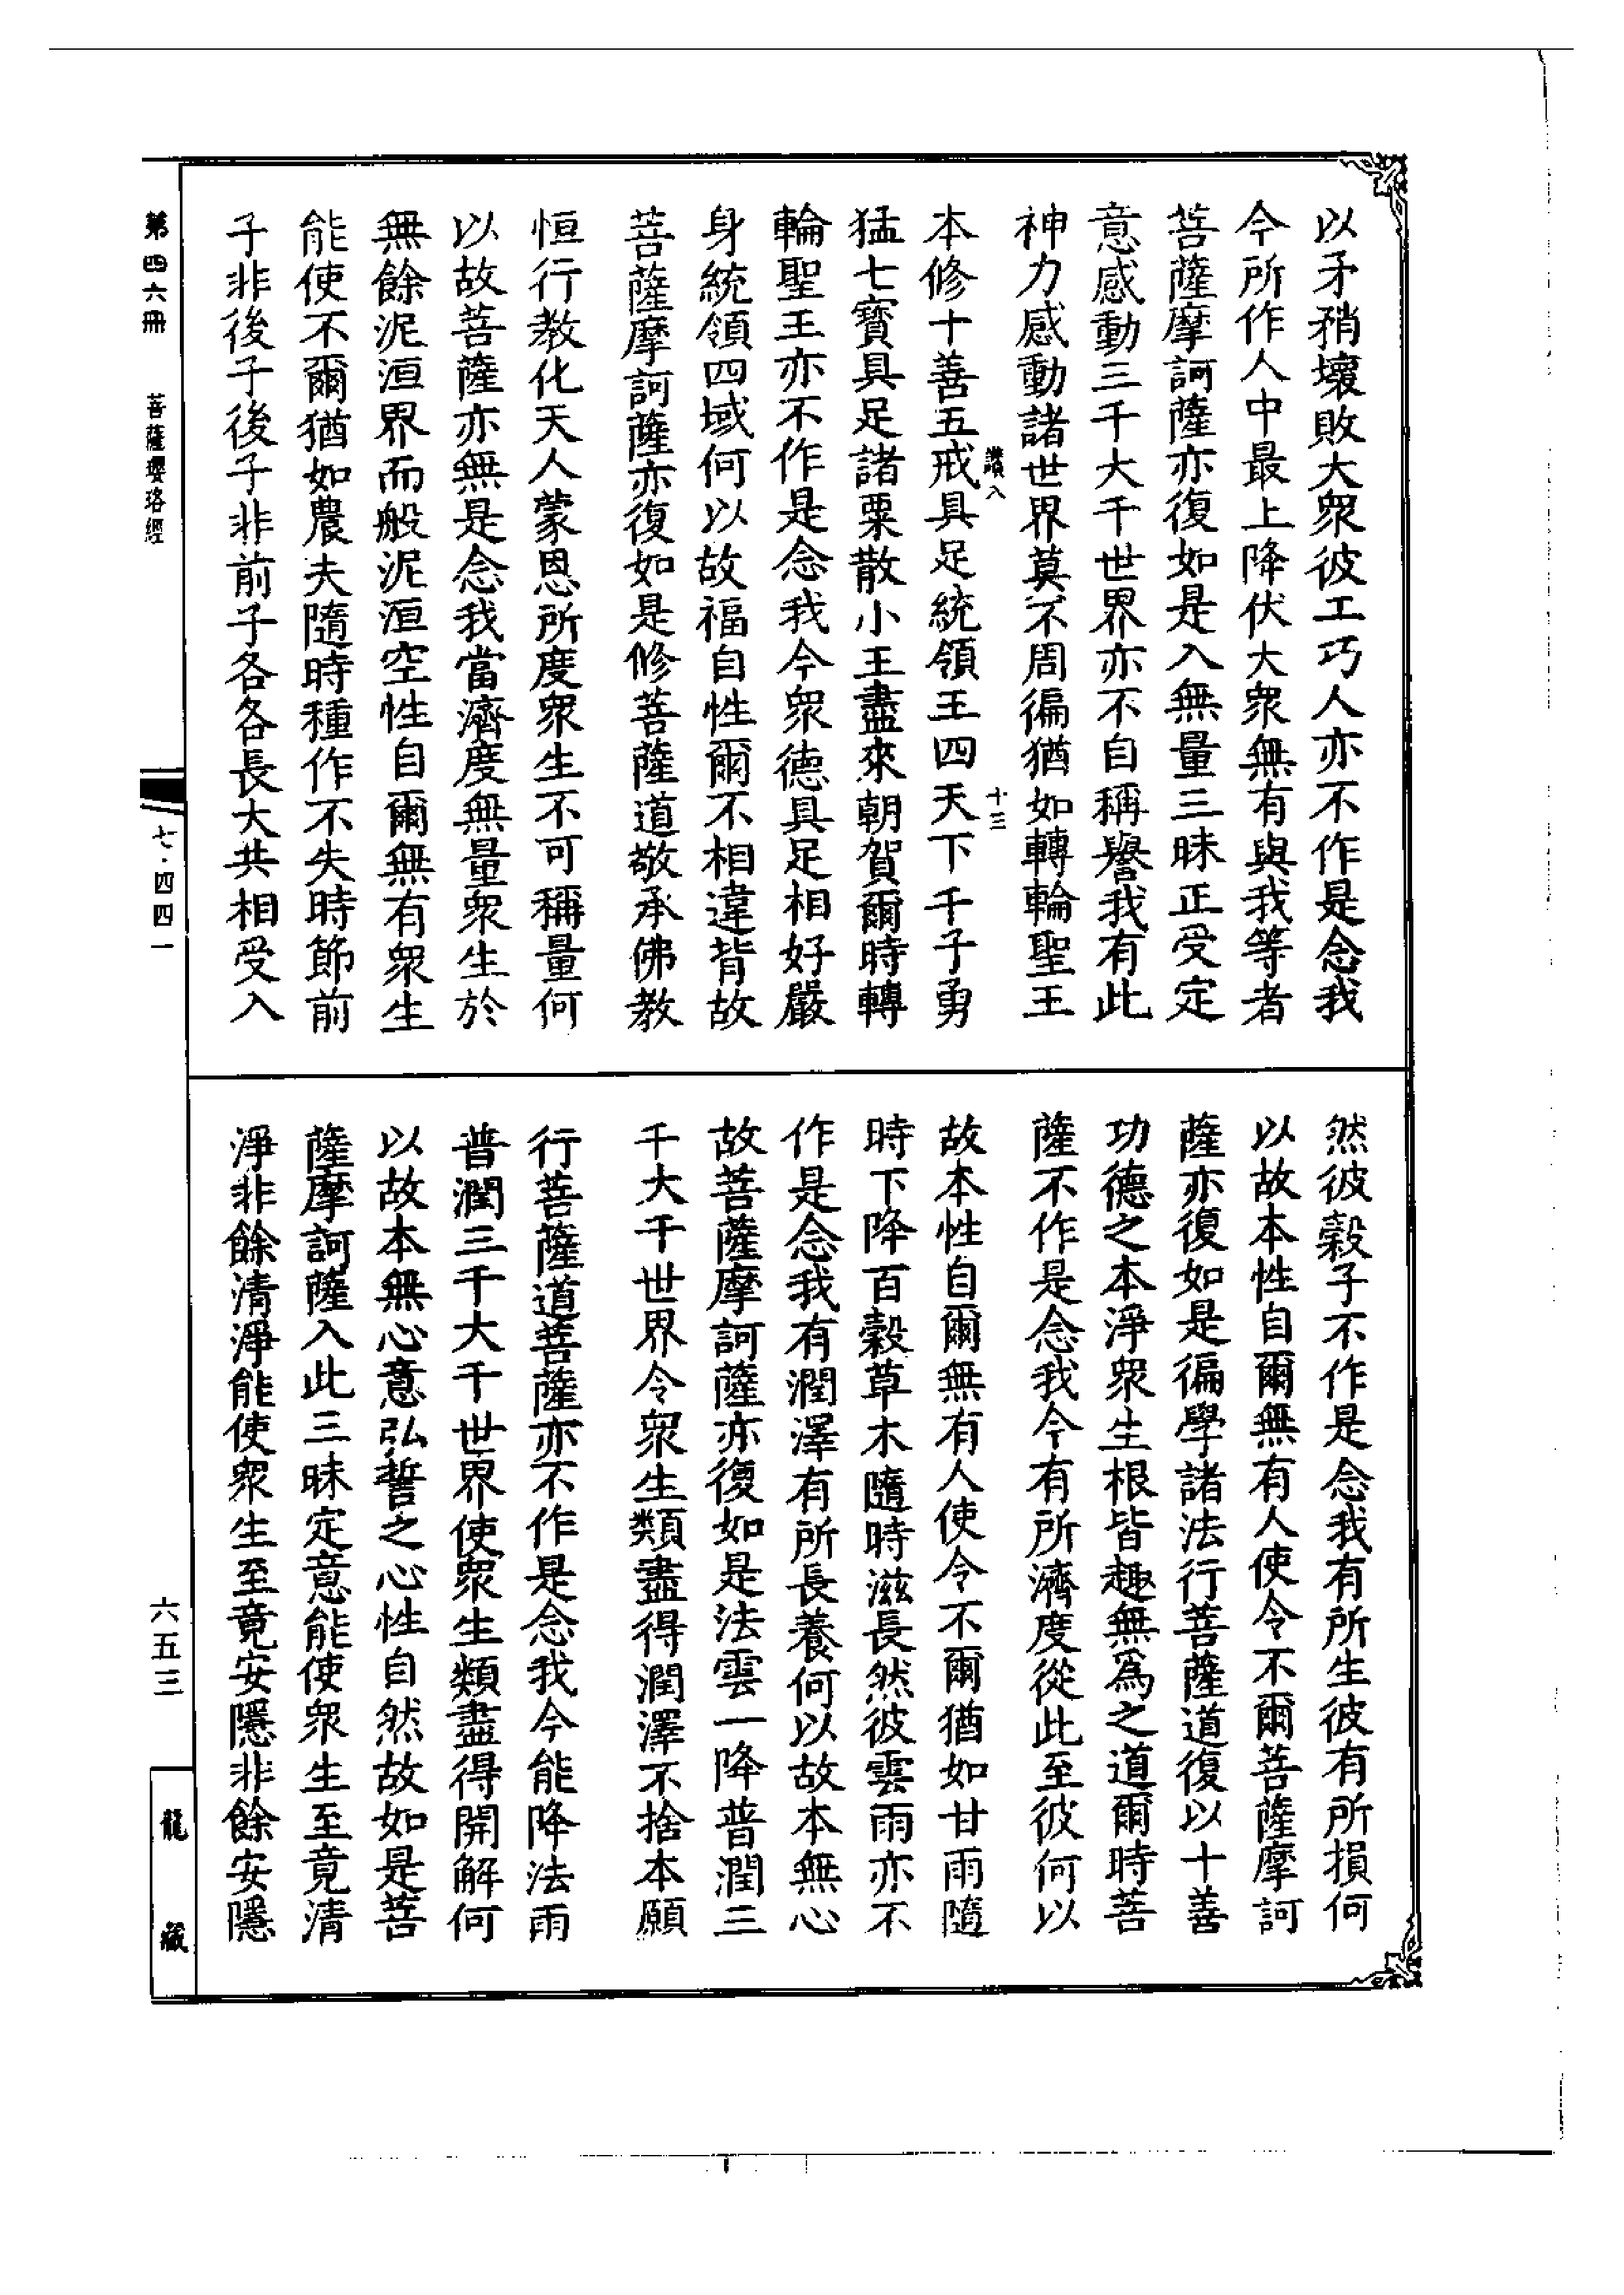 以矛矟壞敗大衆彼工巧人亦不作是念我
今所作人中最上降伏大衆無有與我等者
菩薩摩訶薩亦復如是入無量三昧正受定
意感動三千大千世界亦不自稱譽我有此
神力感動諸世界莫不周徧猶如轉輪聖王
十三
本修十善五戒具足統領王四天下千子勇
猛七寶具足諸粟散小王盡來朝賀爾時轉
輪聖王亦不作是念我今衆德具足相好嚴
身統領四域何以故福自性爾不相違背故
菩薩摩訶薩亦復如是修菩薩道敬承佛教
恒行教化天人蒙恩所度衆生不可稱量何
以故菩薩亦無是念我當濟度無量衆生於
無餘泥洹界而般泥洹空性自爾無有衆生
能使不爾猶如農夫隨時種作不失時節前
子非後子後子非前子各各長大共相受入
然彼穀子不作是念我有所生彼有所損何
以故本性自爾無有人使令不爾菩薩摩訶
薩亦復如是徧學諸法行菩薩道復以十善
功德之本淨衆生根皆趣無為之道爾時菩
薩不作是念我今有所濟度從此至彼何以
故本性自爾無有人使令不爾猶如甘雨隨
時下降百穀草木隨時滋長然彼雲雨亦不
作是念我有潤澤有所長養何以故本無心
故菩薩摩訶薩亦復如是法雲一降普潤三
千大千世界令衆生類盡得潤澤不捨本願
行菩薩道菩薩亦不作是念我今能降法雨
普潤三千大千世界使衆生類盡得開解何
以故本無心意弘誓之心性自然故如是菩
薩摩訶薩入此三昧定意能使衆生至竟清
淨非餘清淨能使衆生至竟安隱非餘安隱
第四六冊
菩薩瓔珞經
七·四四一
六五三
龍藏